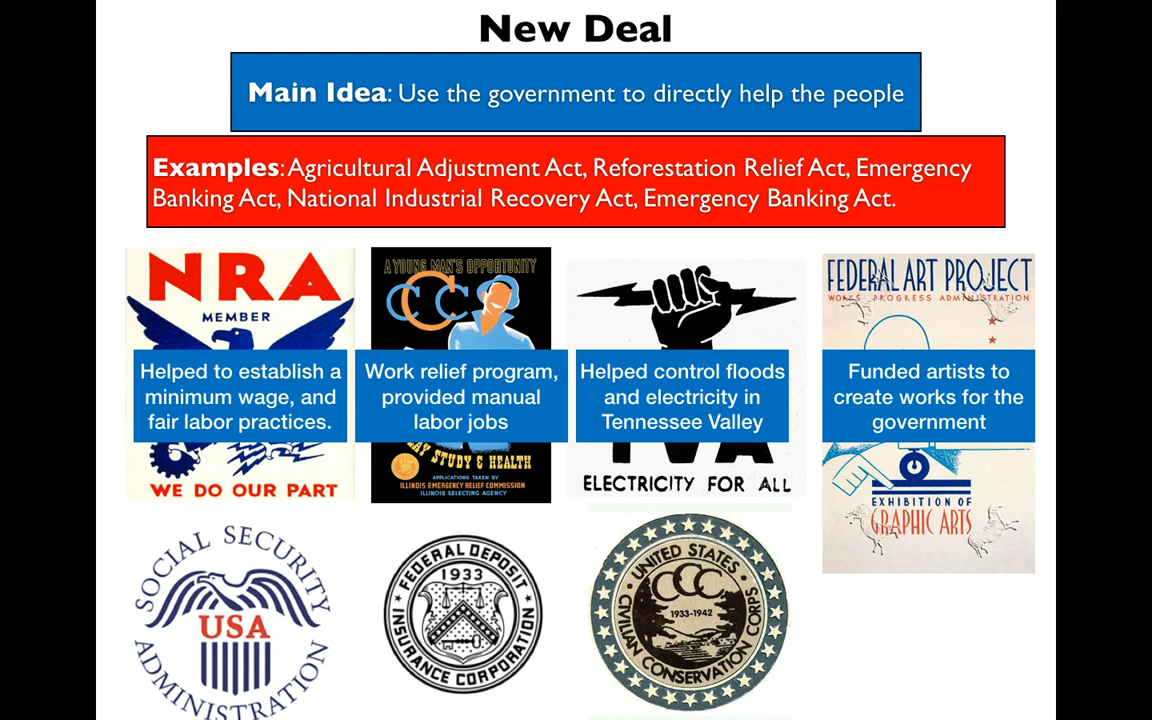 New Deal
Main Idea: Use the government to directly help the people
Examples: Agricultural Adjustment Act, Reforestation Relief Act, Emergency
Banking Act, National Industrial Recovery Act, Emergency Banking Act.
NRA
MEMBER
Helped to establish a
minimum wage, and
fair labor practices.
WE DO OUR PART
A YOUNG MAN'S OPPORTUNITY
CCC
Work relief program,
provided manual
labor jobs
STUDY & HEALTH
APPLICATIONS TAKEN BY
ILLINOIS EMERGENCY RELIEF COMMISSION
ILLINOIS SELECTING AGENCY
Helped control floods
and electricity in
Tennessee Valley
TVA
ELECTRICITY FOR ALL
FEDERAL ART PROJECT
WORKS PROGRESS ADMINISTRATION
Funded artists to
create works for the
government
EXHIBITION OF
GRAPHIC ARTS
SOCIAL SECURITY
USA
ADMINISTRATION
FEDERAL DEPOSIT
1933
INSURANCE CORPORATION
UNITED STATES
CCC
1933-1942
CIVILIAN CONSERVATION CORPS